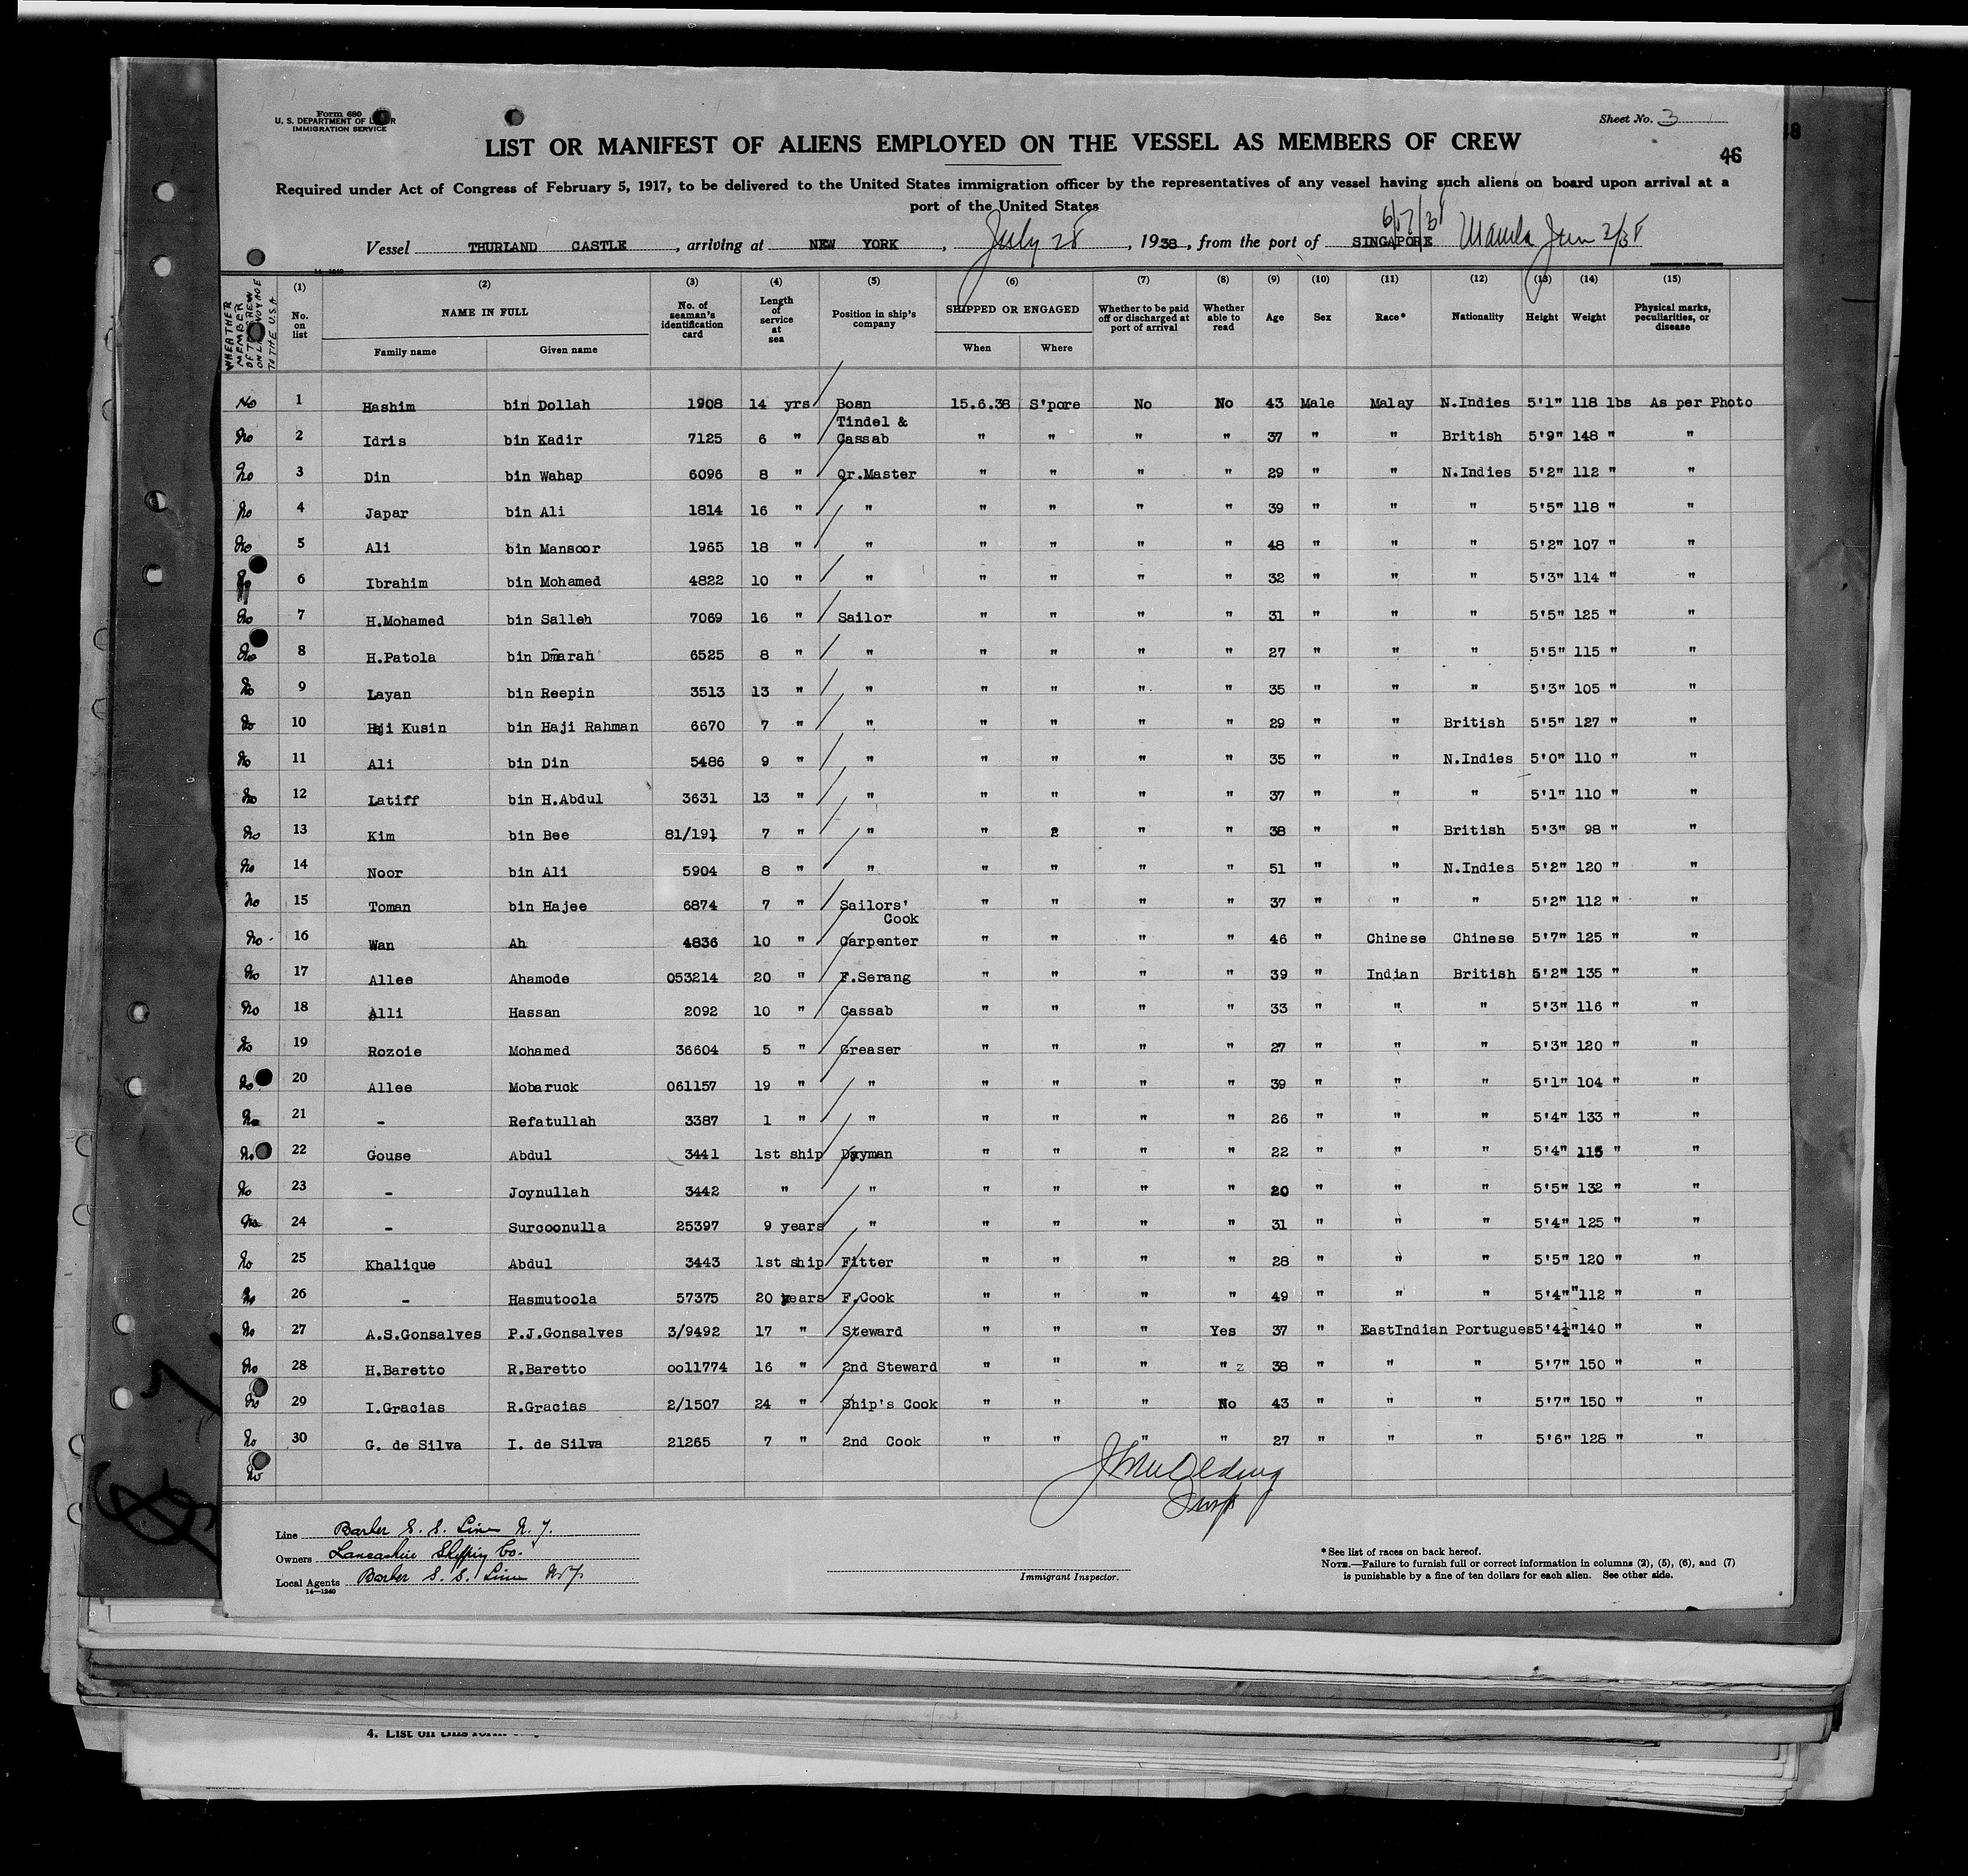 Form 680
U. S. DEPARTMENT OF LABOR
IMMIGRATION SERVICE
Sheet No. 3
LIST OR MANIFEST OF ALIENS EMPLOYED ON THE VESSEL AS MEMBERS OF CREW
46
Required under Act of Congress of February 5, 1917, to be delivered to the United States immigration officer by the representatives of any vessel having such aliens on board upon arrival at a
port of the United States
Vessel THURLAND CASTLE, arriving at NEW YORK, July 28, 1938, from the port of SINGAPORE
(1) (2) (3) (4) (5) (6) (7) (8) (9) (10) (11) (12) (13) (14) (15)
No. on list NAME IN FULL Family name Given name No. of seaman's identification card Length of service at sea Position in ship's company SHIPPED OR ENGAGED When Where Whether to be paid off or discharged at port of arrival Whether able to read Age Sex Race* Nationality Height Weight Physical marks, peculiarities, or disease
No 1 Hashim bin Dollah 1908 14 yrs Bosn 15.6.38 S'pore No No 43 Male Malay N.Indies 5'1" 118 lbs As per Photo
No 2 Idris bin Kadir 7125 6 " Tindel & Cassab " " " " 37 " " British 5'9" 148 " "
No 3 Din bin Wahap 6096 8 " Qr.Master " " " " 29 " " N.Indies 5'2" 112 " "
No 4 Japar bin Ali 1814 16 " " " " " " 39 " " " 5'5" 118 " "
No 5 Ali bin Mansoor 1965 18 " " " " " " 48 " " " 5'2" 107 " "
No 6 Ibrahim bin Mohamed 4822 10 " " " " " " 32 " " " 5'3" 114 " "
No 7 H.Mohamed bin Salleh 7069 16 " Sailor " " " " 31 " " " 5'5" 125 " "
No 8 H.Patola bin 6525 8 " " " " " " 27 " " " 5'5" 115 " "
No 9 Layan bin Reepin 3513 13 " " " " " " 35 " " " 5'3" 105 " "
No 10 Haji Kusin bin Haji Rahman 6670 7 " " " " " " 29 " " British 5'5" 127 " "
No 11 Ali bin Din 5486 9 " " " " " " 35 " " N.Indies 5'0" 110 " "
No 12 Latiff bin H.Abdul 3631 13 " " " " " " 37 " " " 5'1" 110 " "
No 13 Kim bin Bee 81/191 7 " " " 2 " " 38 " " British 5'3" 98 " "
No 14 Noor bin Ali 5904 8 " " " " " " 51 " " N.Indies 5'2" 120 " "
No 15 Toman bin Hajee 6874 7 " Sailors' Cook " " " " 37 " " " 5'2" 112 " "
No 16 Wan Ah 4836 10 " Carpenter " " " " 46 " Chinese Chinese 5'7" 125 " "
No 17 Allee Ahamode 053214 20 " F.Serang " " " " 39 " Indian British 5'2" 135 " "
No 18 Alli Hassan 2092 10 " Cassab " " " " 33 " " " 5'3" 116 " "
No 19 Rozoie Mohamed 36604 5 " Greaser " " " " 27 " " " 5'3" 120 " "
No 20 Allee Mobaruck 061157 19 " " " " " " 39 " " " 5'1" 104 " "
No 21 - Refatullah 3387 1 " " " " " " 26 " " " 5'4" 133 " "
No 22 Gouse Abdul 3441 1st ship Dayman " " " " 22 " " " 5'4" 115 " "
No 23 - Joynullah 3442 " " " " " " 20 " " " 5'5" 132 " "
No 24 - Surcoonulla 25397 9 years " " " " " 31 " " " 5'4" 125 " "
No 25 Khalique Abdul 3443 1st ship Fitter " " " " 28 " " " 5'5" 120 " "
No 26 - Hasmutoola 57375 20 years F.Cook " " " " 49 " " " 5'4" "112 " "
No 27 A.S.Gonsalves P.J.Gonsalves 3/9492 17 " Steward " " " Yes 37 " EastIndian Portugues 5'4½" 140 " "
No 28 H.Baretto R.Baretto oo11774 16 " 2nd Steward " " " " z 38 " " " 5'7" 150 " "
No 29 I.Gracias R.Gracias 2/1507 24 " Ship's Cook " " " No 43 " " " 5'7" 150 " "
No 30 G. de Silva I. de Silva 21265 7 " 2nd Cook " " " " 27 " " " 5'6" 128 " "
No
Line Barber S. S. Line N. Y.
Owners Lancashire Shipping Co.
Local Agents Barber S. S. Line N.Y.
14—1240
Immigrant Inspector.
*See list of races on back hereof.
NOTE.—Failure to furnish full or correct information in columns (2), (5), (6), and (7)
is punishable by a fine of ten dollars for each alien. See other side.